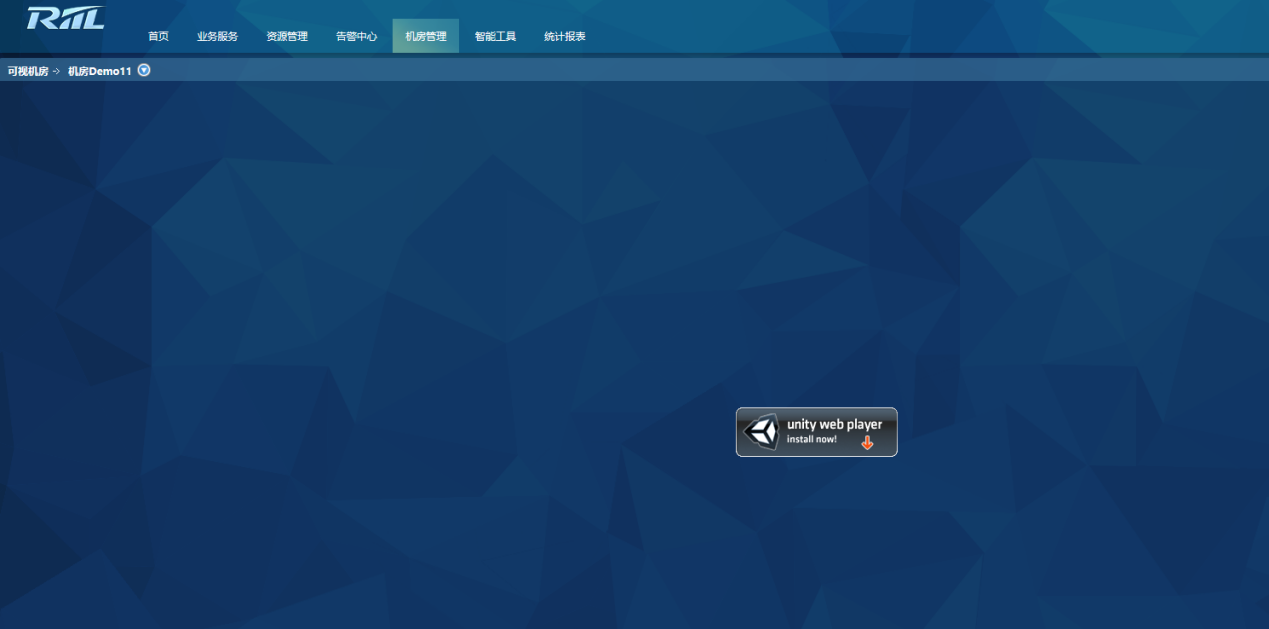 RIIL
首页 业务服务 资源管理 告警中心 机房管理 智能工具 统计报表
可视机房 -> 机房Demo11
unity web player
install now!